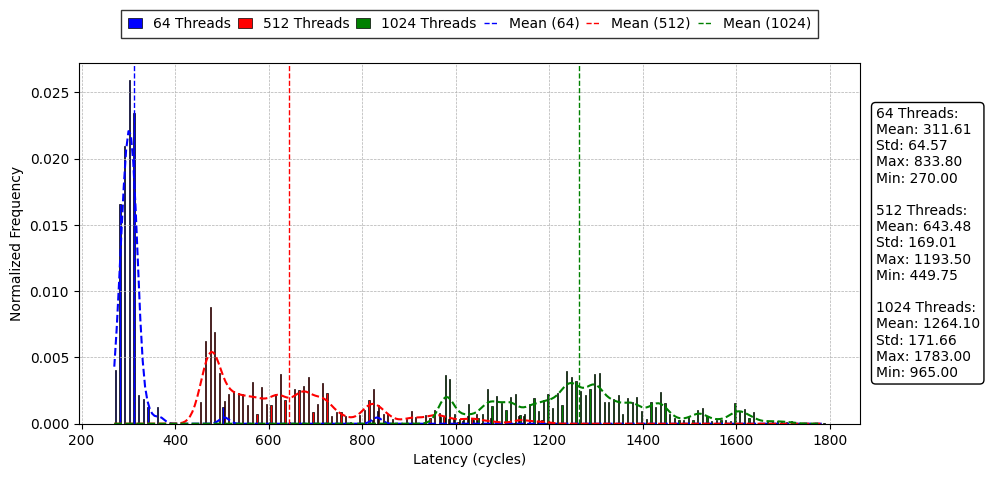 64 Threads 512 Threads 1024 Threads Mean (64) Mean (512) Mean (1024)
0.025
0.020
0.015
0.010
0.005
0.000
Normalized Frequency
200 400 600 800 1000 1200 1400 1600 1800
Latency (cycles)
64 Threads:
Mean: 311.61
Std: 64.57
Max: 833.80
Min: 270.00
512 Threads:
Mean: 643.48
Std: 169.01
Max: 1193.50
Min: 449.75
1024 Threads:
Mean: 1264.10
Std: 171.66
Max: 1783.00
Min: 965.00